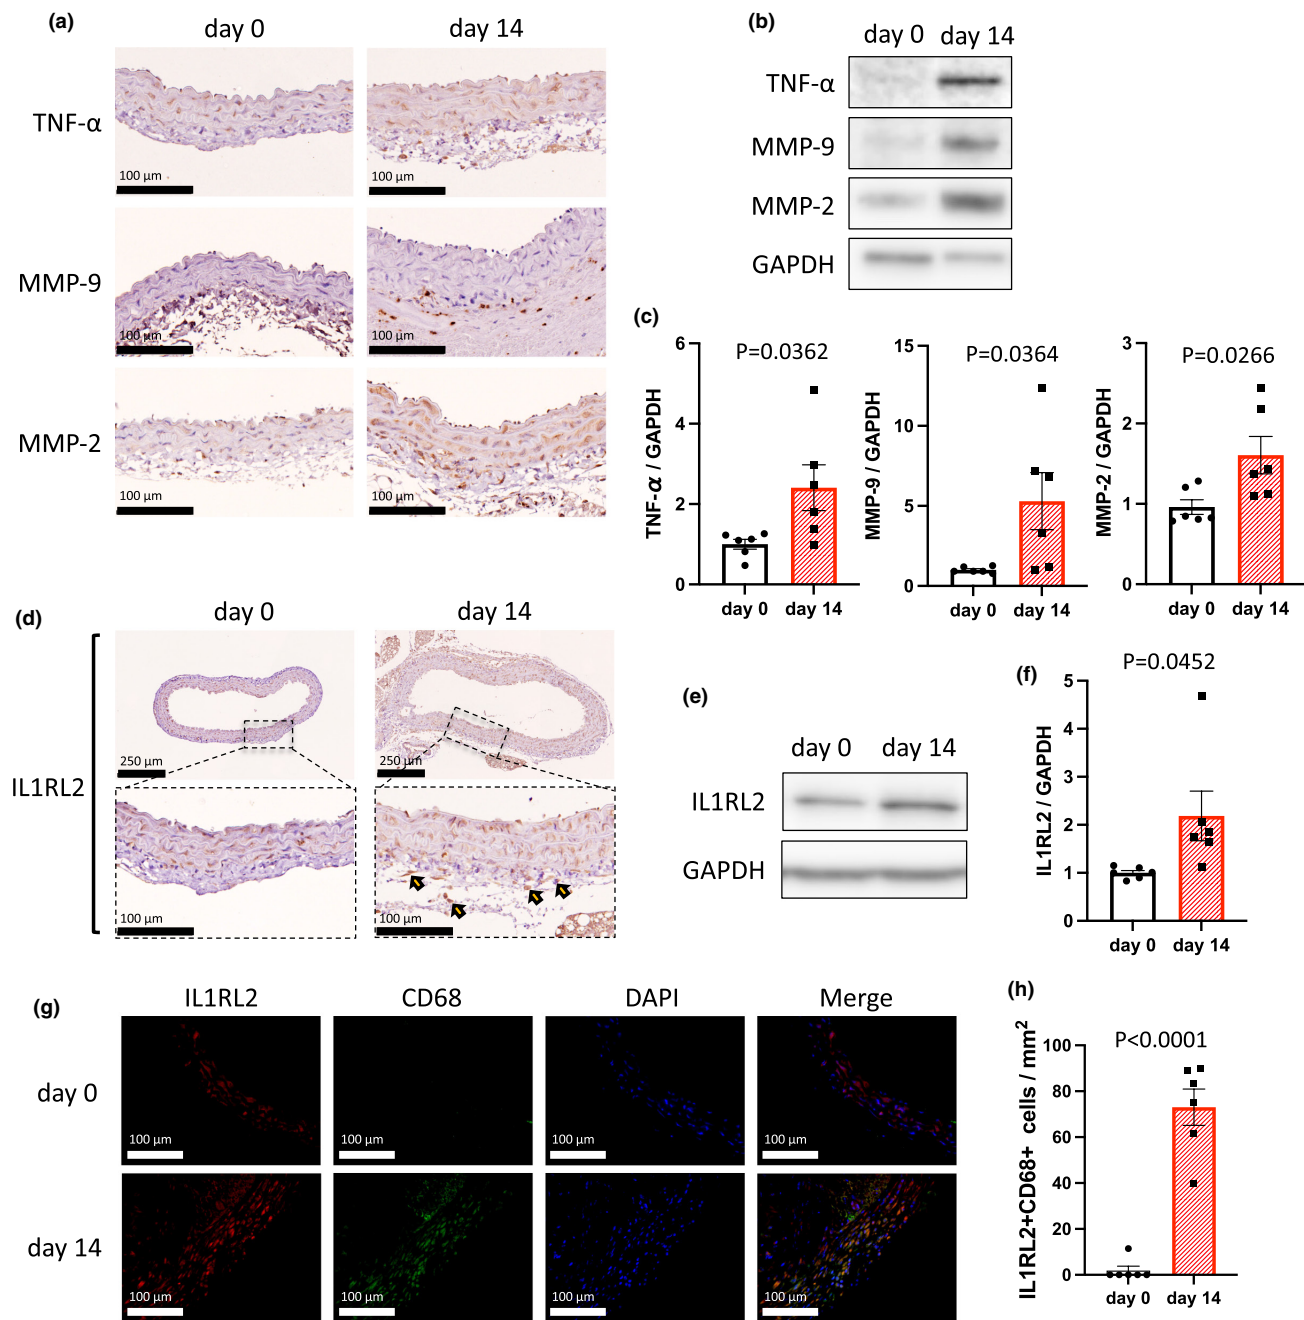 (a)
day 0
day 14
TNF-α
100 µm
100 µm
MMP-9
100 µm
100 µm
MMP-2
100 µm
100 µm
(b)
day 0
day 14
TNF-α
MMP-9
MMP-2
GAPDH
(c)
TNF-α / GAPDH
6
4
2
0
P=0.0362
day 0
day 14
MMP-9 / GAPDH
15
10
5
0
P=0.0364
day 0
day 14
MMP-2 / GAPDH
3
2
1
0
P=0.0266
day 0
day 14
(d)
day 0
day 14
IL1RL2
250 µm
250 µm
100 µm
100 µm
(e)
day 0
day 14
IL1RL2
GAPDH
(f)
P=0.0452
IL1RL2 / GAPDH
5
4
3
2
1
0
day 0
day 14
(g)
IL1RL2
CD68
DAPI
Merge
day 0
100 µm
100 µm
100 µm
100 µm
day 14
100 µm
100 µm
100 µm
100 µm
(h)
P<0.0001
IL1RL2+CD68+ cells / mm²
100
80
60
40
20
0
day 0
day 14